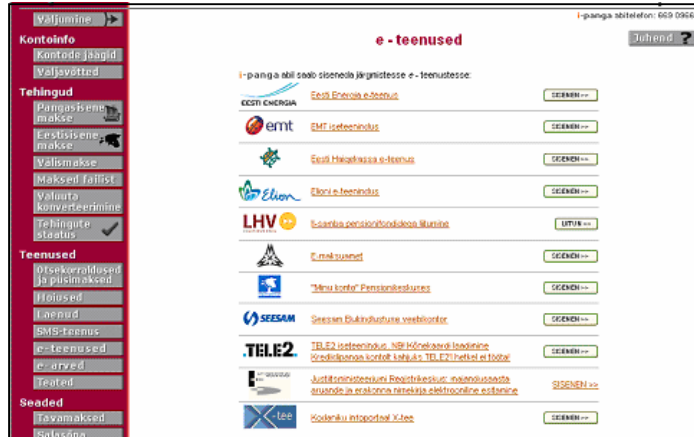 Väljumine
i-panga abitelefon: 669 0966
e - teenused
Juhend ?
Kontoinfo
Kontode jäägid
Väljavõtted
Tehingud
Pangasisene
makse
Eestisisene
makse
Välismakse
Maksed failist
Valuuta
konverteerimine
Tehingute
staatus
Teenused
Otsekorraldused
ja püsimaksed
Hoiused
Laenud
SMS-teenus
e-teenused
e-arved
Teated
Seaded
Tavamaksed
Salasõna
i-panga abil saab siseneda järgmistesse e - teenustesse:
EESTI ENERGIA Eesti Energia e-teenus SISENEN >>
emt EMT iseteenindus SISENEN >>
Eesti Haigekassa e-teenus SISENEN >>
Elion Elioni e-teenindus SISENEN >>
LHV II-samba pensionifondidega liitumine LIITUN >>
E-maksuamet SISENEN >>
"Minu konto" Pensionikeskuses SISENEN >>
SEESAM Seesam Elukindlustuse veebikontor SISENEN >>
.TELE2. TELE2 iseteenindus. NB! Kõnekaardi laadimine
Krediidipanga kontolt kahjuks TELE2'l hetkel ei tööta! SISENEN >>
Justiitsministeeriumi Registrikeskus: majandusaasta
aruande ja erakonna nimekirja elektrooniline esitamine SISENEN >>
X-tee Kodaniku infoportaal X-tee SISENEN >>